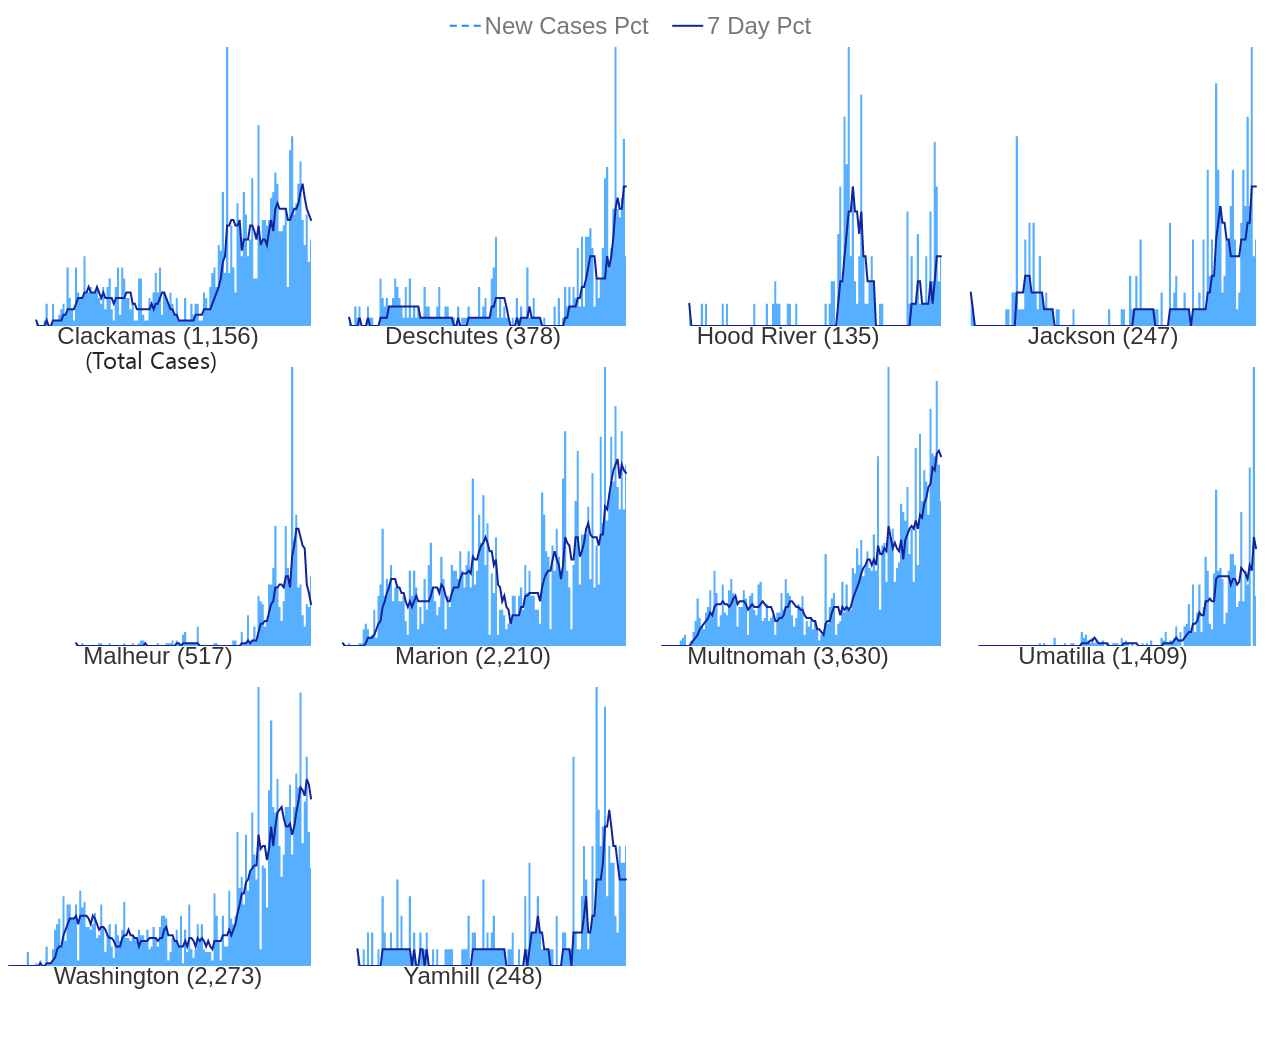 New Cases Pct 7 Day Pct
Clackamas (1,156) Deschutes (378) Hood River (135) Jackson (247)
(Total Cases)
Malheur (517) Marion (2,210) Multnomah (3,630) Umatilla (1,409)
Washington (2,273) Yamhill (248)